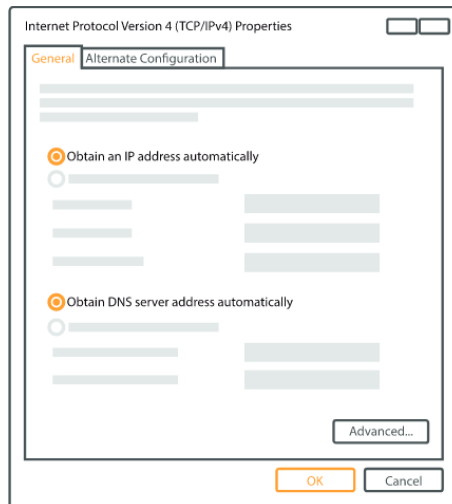 Internet Protocol Version 4 (TCP/IPv4) Properties
General Alternate Configuration
Obtain an IP address automatically
Obtain DNS server address automatically
Advanced...
OK Cancel